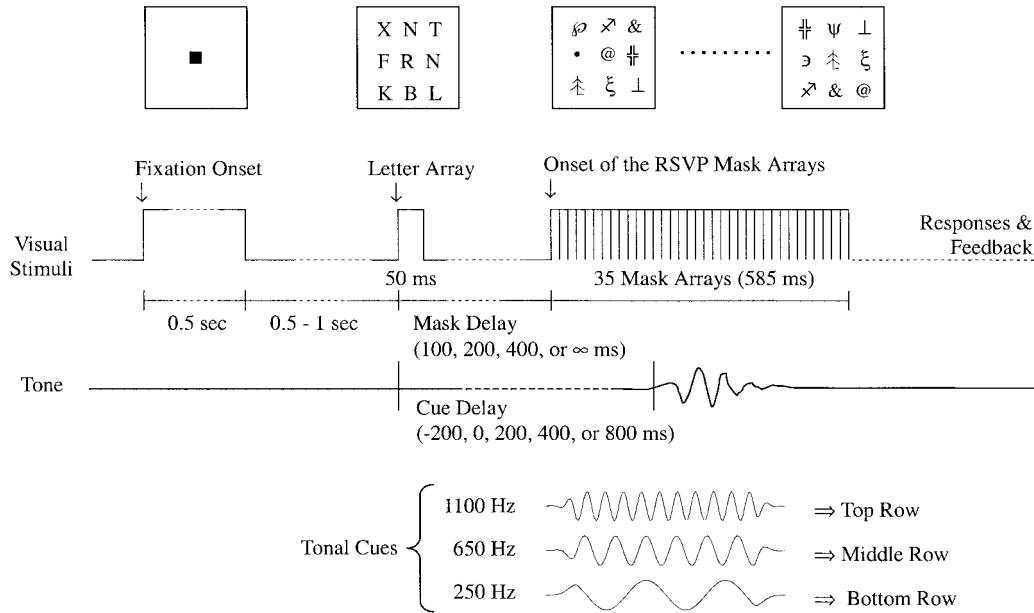 X N T
F R N
K B L
℘ ♐ &
• @ ╬
ξ ⊥
· · · · · · · · ·
╬ ψ ⊥
϶ ξ
♐ & @
Fixation Onset
Letter Array
Onset of the RSVP Mask Arrays
Visual
Stimuli
Responses &
Feedback
50 ms
35 Mask Arrays (585 ms)
0.5 sec
0.5 - 1 sec
Mask Delay
(100, 200, 400, or ∞ ms)
Tone
Cue Delay
(-200, 0, 200, 400, or 800 ms)
Tonal Cues
1100 Hz
⇒ Top Row
650 Hz
⇒ Middle Row
250 Hz
⇒ Bottom Row